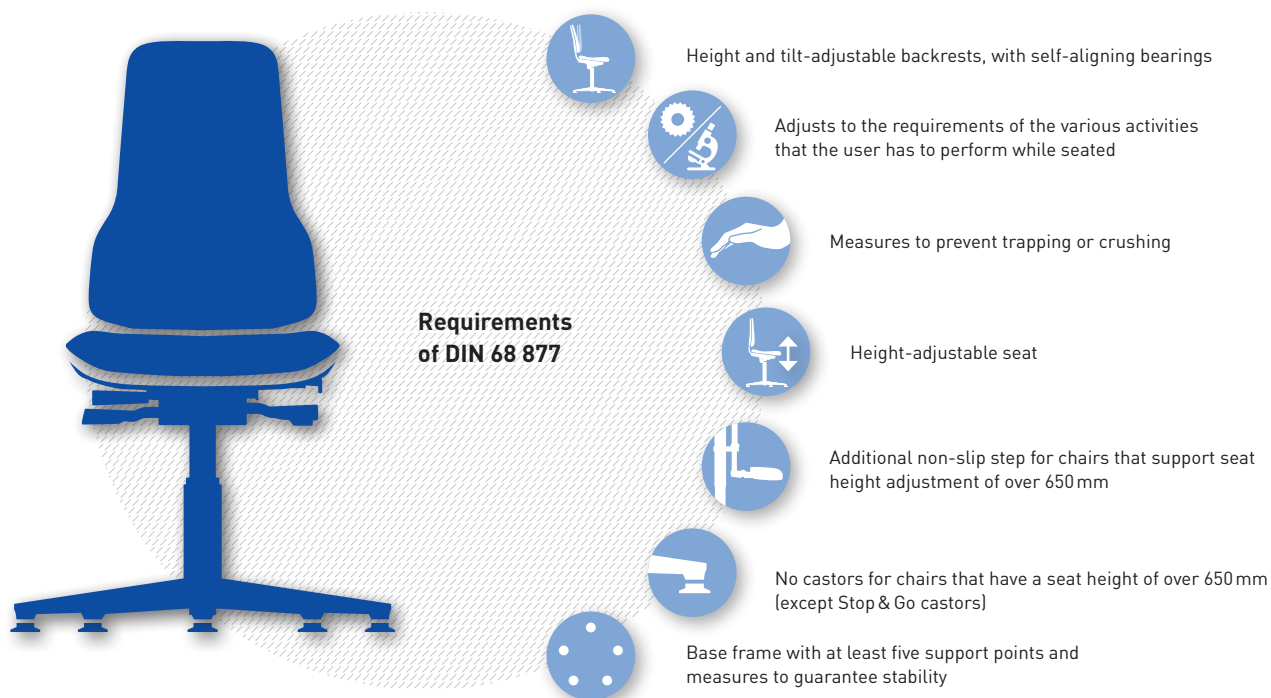 Height and tilt-adjustable backrests, with self-aligning bearings
Adjusts to the requirements of the various activities
that the user has to perform while seated
Measures to prevent trapping or crushing
Requirements
of DIN 68 877
Height-adjustable seat
Additional non-slip step for chairs that support seat
height adjustment of over 650 mm
No castors for chairs that have a seat height of over 650 mm
(except Stop & Go castors)
Base frame with at least five support points and
measures to guarantee stability